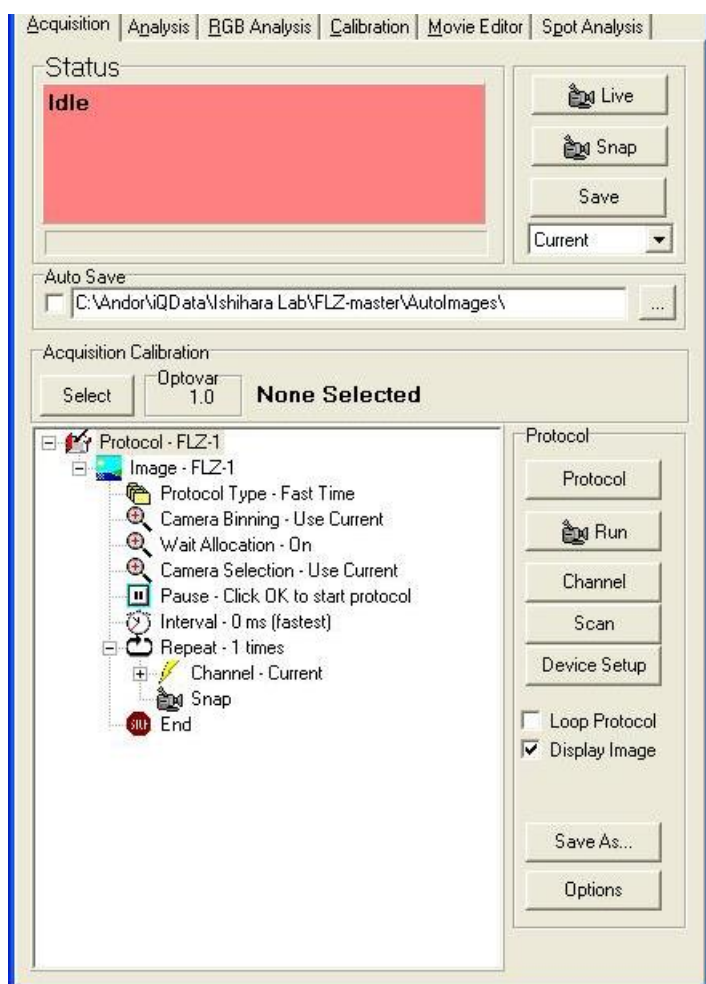 Acquisition Analysis RGB Analysis Calibration Movie Editor Spot Analysis
Status
Idle
Live
Snap
Save
Current
Auto Save
C:\Andor\iQData\Ishihara Lab\FLZ-master\AutoImages\
...
Acquisition Calibration
Select
Optovar
1.0
None Selected
Protocol - FLZ-1
Image - FLZ-1
Protocol Type - Fast Time
Camera Binning - Use Current
Wait Allocation - On
Camera Selection - Use Current
Pause - Click OK to start protocol
Interval - 0 ms (fastest)
Repeat - 1 times
Channel - Current
Snap
End
Protocol
Protocol
Run
Channel
Scan
Device Setup
Loop Protocol
Display Image
Save As...
Options